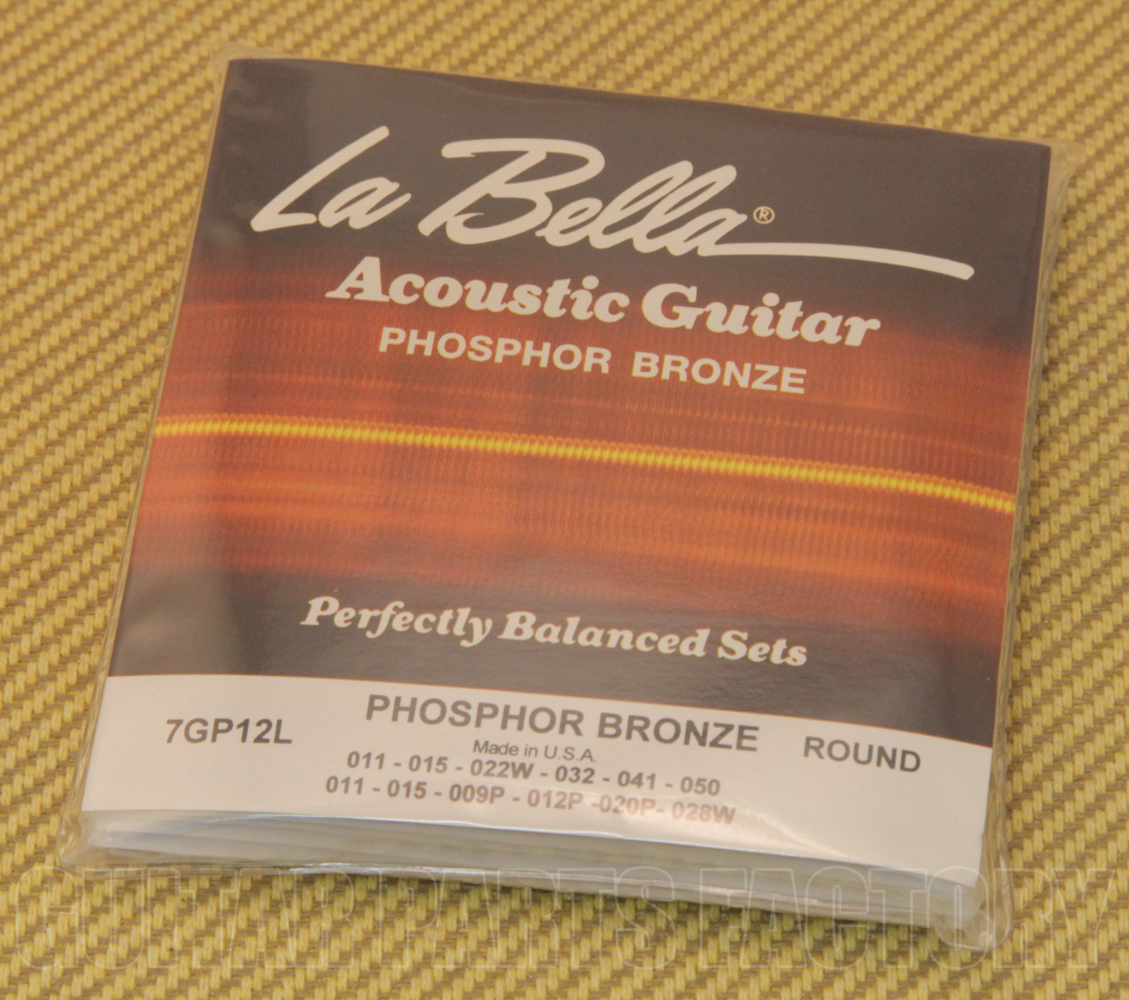 La Bella®
Acoustic Guitar
PHOSPHOR BRONZE
Perfectly Balanced Sets
7GP12L
PHOSPHOR BRONZE
ROUND
Made in U.S.A.
011 - 015 - 022W - 032 - 041 - 050
011 - 015 - 009P - 012P -020P- 028W
GUITAR PARTS FACTORY